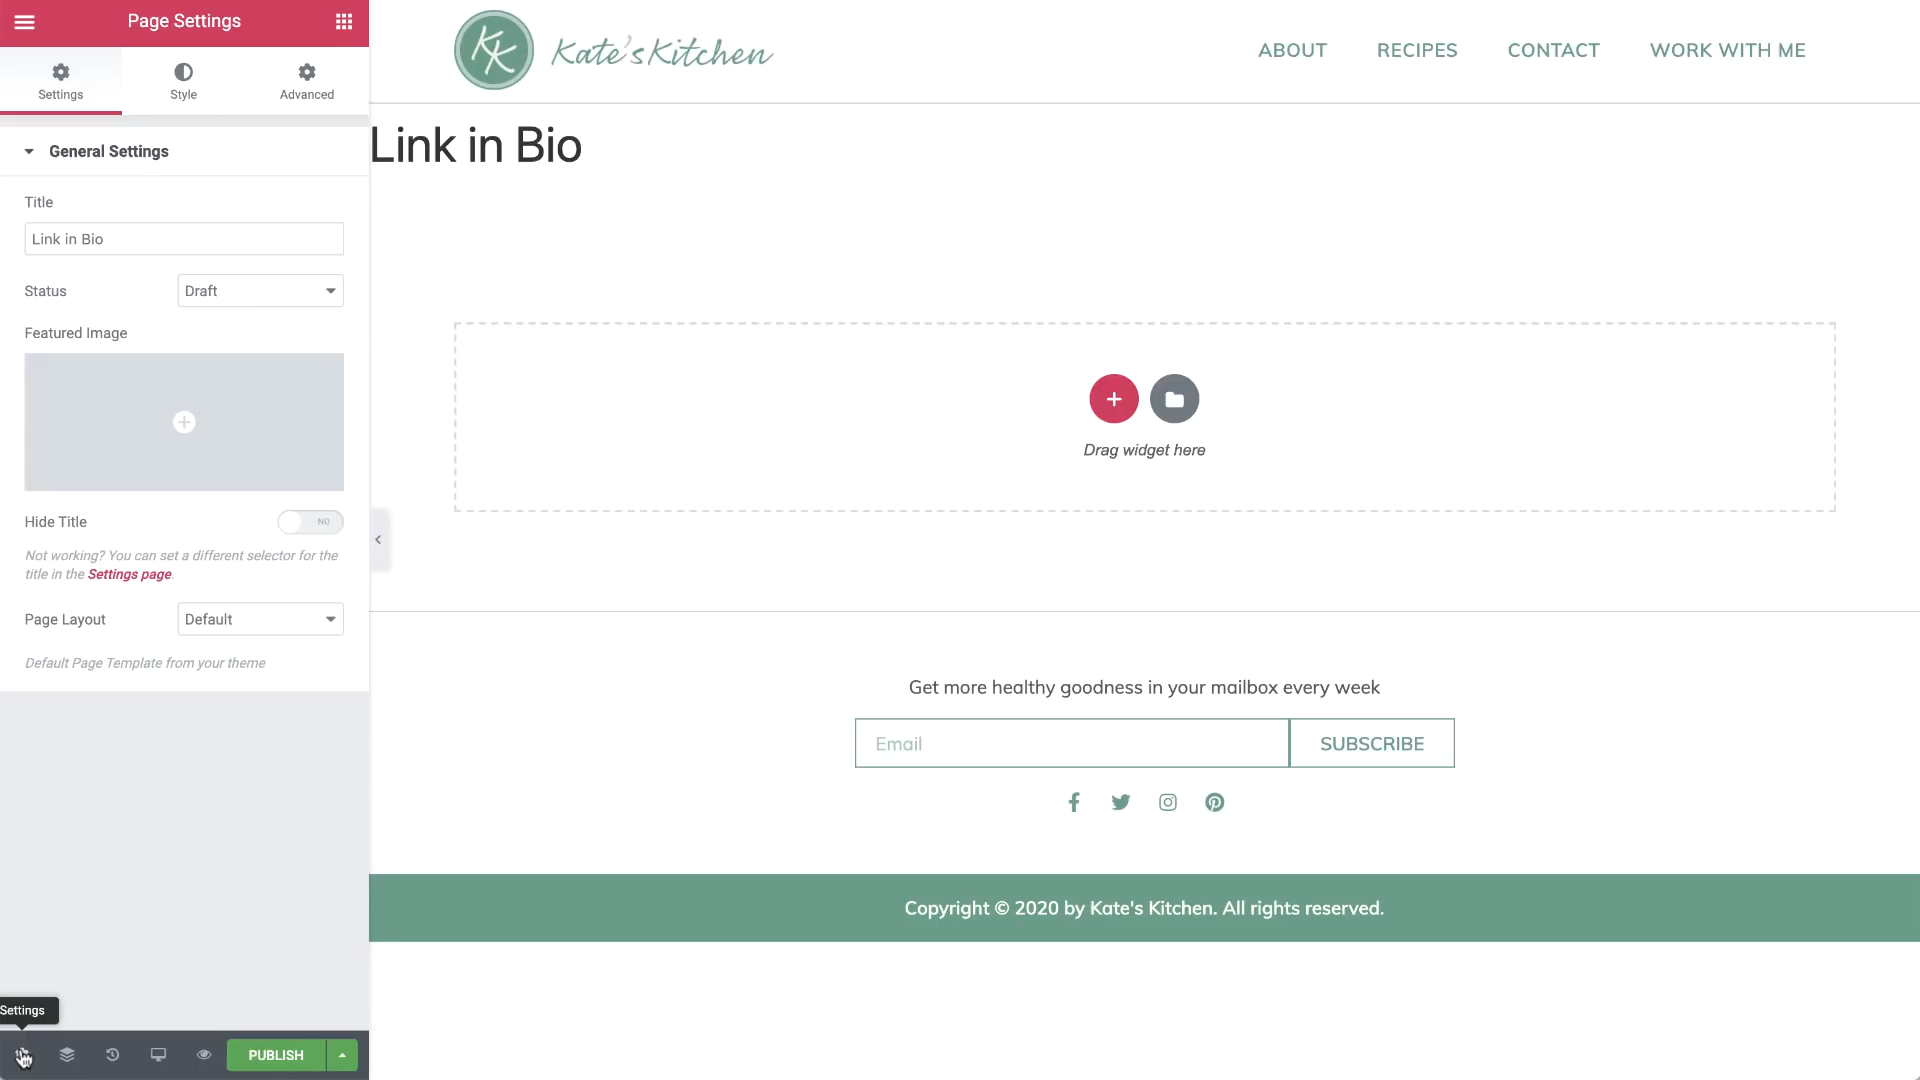 Page Settings
Settings
Style
Advanced
General Settings
Title
Link in Bio
Status
Draft
Featured Image
Hide Title
NO
Not working? You can set a different selector for the
title in the Settings page.
Page Layout
Default
Default Page Template from your theme
Settings
PUBLISH
KK
Kate's Kitchen
ABOUT
RECIPES
CONTACT
WORK WITH ME
Link in Bio
Drag widget here
Get more healthy goodness in your mailbox every week
Email
SUBSCRIBE
Copyright © 2020 by Kate's Kitchen. All rights reserved.